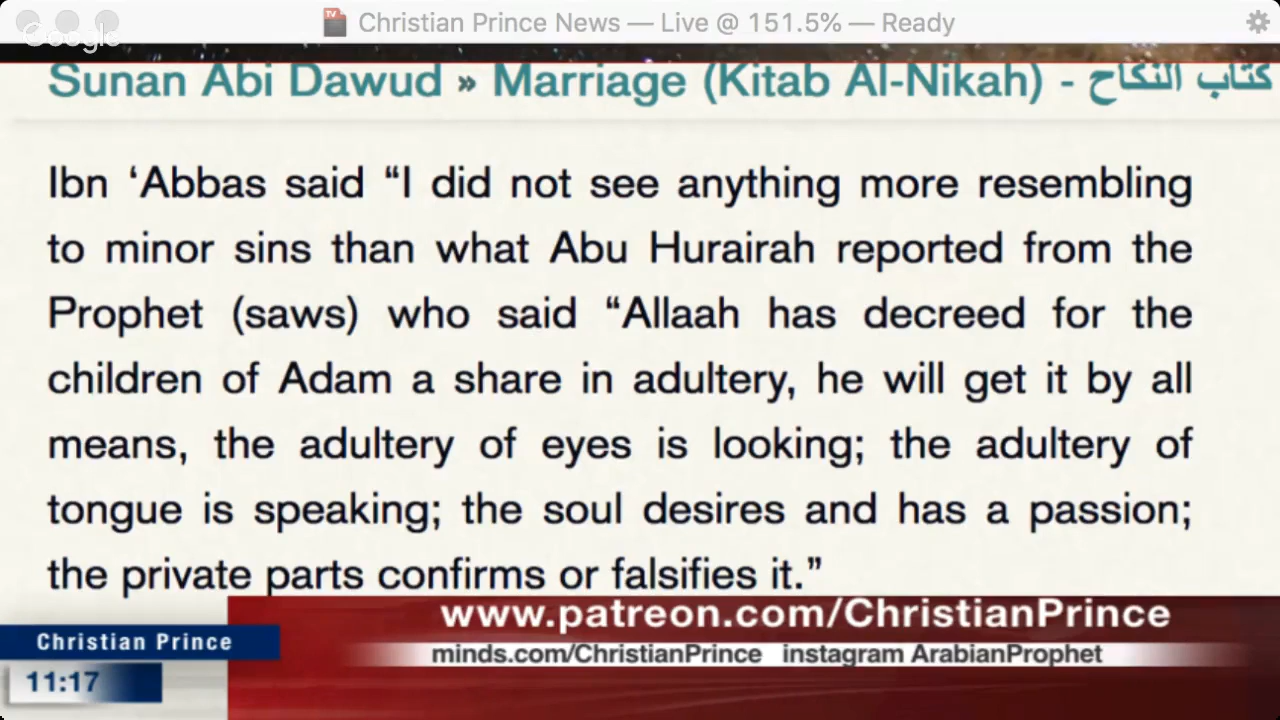 Christian Prince News — Live @ 151.5% — Ready
Google
Sunan Abi Dawud » Marriage (Kitab Al-Nikah) - كتاب النكاح
Ibn ‘Abbas said “I did not see anything more resembling
to minor sins than what Abu Hurairah reported from the
Prophet (saws) who said “Allaah has decreed for the
children of Adam a share in adultery, he will get it by all
means, the adultery of eyes is looking; the adultery of
tongue is speaking; the soul desires and has a passion;
the private parts confirms or falsifies it.”
www.patreon.com/ChristianPrince
Christian Prince
minds.com/ChristianPrince instagram ArabianProphet
11:17